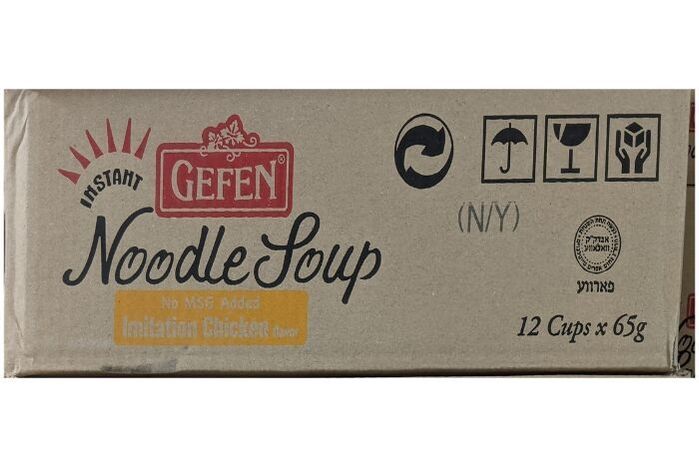 INSTANT
GEFEN®
Noodle Soup
No MSG Added
Imitation Chicken flavor
(N/Y)
פארווע
12 Cups x 65g